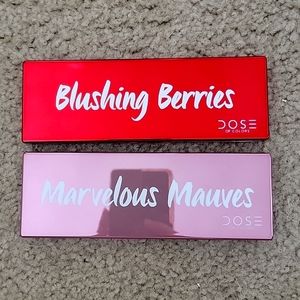 Blushing Berries
DOSE
OF COLORS
Marvelous Mauves
DOSE